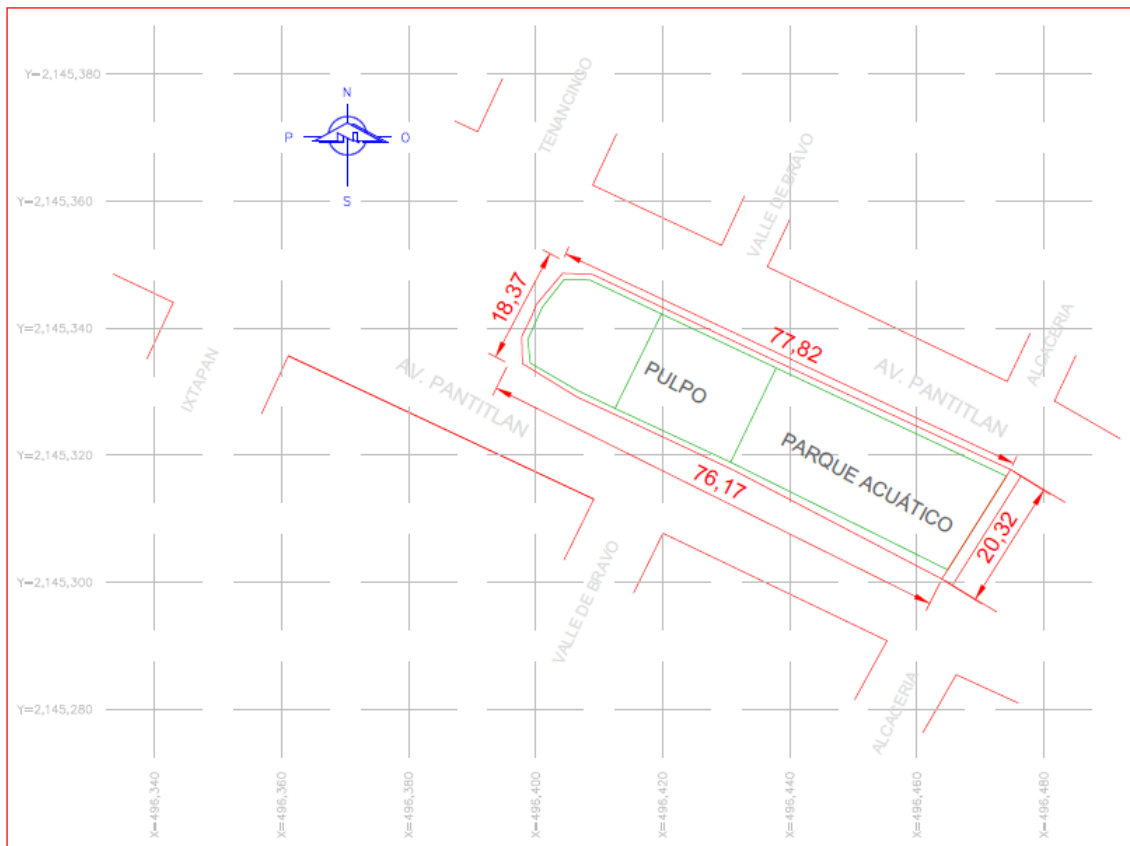 Y=2,145,380
N
P
O
S
TENANCINGO
VALLE DE BRAVO
Y=2,145,360
Y=2,145,340
18,37
77,82
ALCACERIA
IXTAPAN
AV. PANTITLAN
PULPO
AV. PANTITLAN
Y=2,145,320
76,17
PARQUE ACUÁTICO
20,32
Y=2,145,300
VALLE DE BRAVO
Y=2,145,280
ALCACERIA
X=496,340
X=496,360
X=496,380
X=496,400
X=496,420
X=496,440
X=496,460
X=496,480